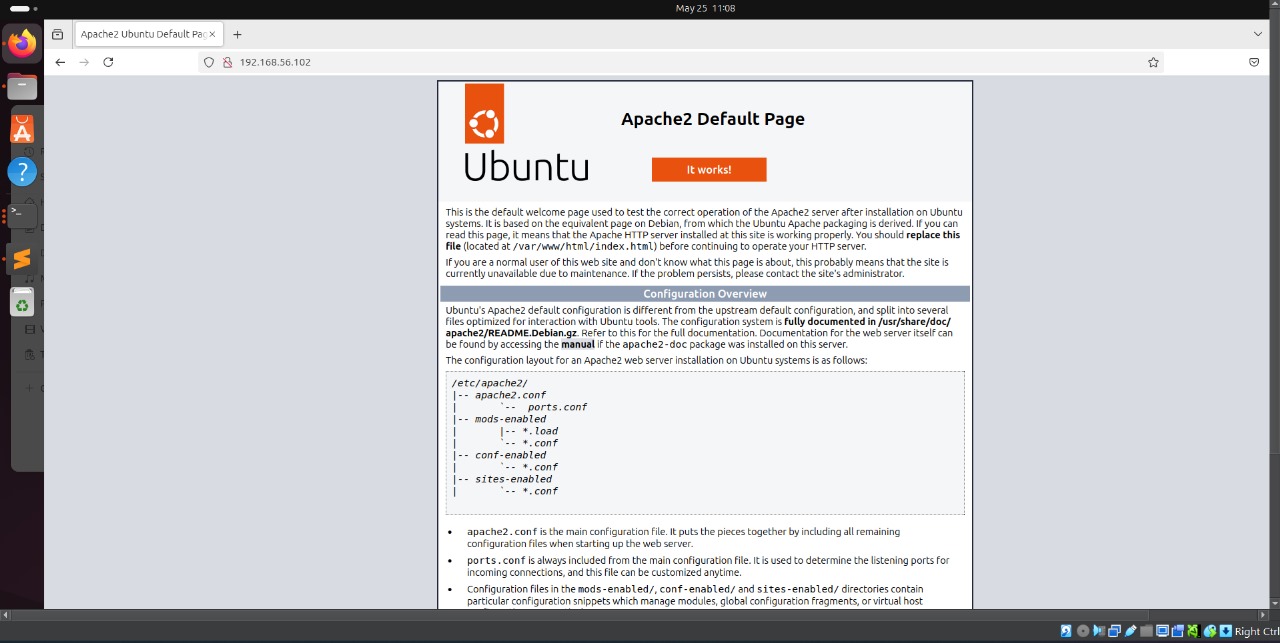 May 25 11:08
Apache2 Ubuntu Default Pag
192.168.56.102
Apache2 Default Page
Ubuntu
It works!
This is the default welcome page used to test the correct operation of the Apache2 server after installation on Ubuntu
systems. It is based on the equivalent page on Debian, from which the Ubuntu Apache packaging is derived. If you can
read this page, it means that the Apache HTTP server installed at this site is working properly. You should replace this
file (located at /var/www/html/index.html) before continuing to operate your HTTP server.
If you are a normal user of this web site and don't know what this page is about, this probably means that the site is
currently unavailable due to maintenance. If the problem persists, please contact the site's administrator.
Configuration Overview
Ubuntu's Apache2 default configuration is different from the upstream default configuration, and split into several
files optimized for interaction with Ubuntu tools. The configuration system is fully documented in /usr/share/doc/
apache2/README.Debian.gz. Refer to this for the full documentation. Documentation for the web server itself can
be found by accessing the manual if the apache2-doc package was installed on this server.
The configuration layout for an Apache2 web server installation on Ubuntu systems is as follows:
/etc/apache2/
|-- apache2.conf
|       `--  ports.conf
|-- mods-enabled
|       |-- *.load
|       `-- *.conf
|-- conf-enabled
|       `-- *.conf
|-- sites-enabled
|       `-- *.conf
• apache2.conf is the main configuration file. It puts the pieces together by including all remaining
configuration files when starting up the web server.
• ports.conf is always included from the main configuration file. It is used to determine the listening ports for
incoming connections, and this file can be customized anytime.
• Configuration files in the mods-enabled/, conf-enabled/ and sites-enabled/ directories contain
particular configuration snippets which manage modules, global configuration fragments, or virtual host
Right Ctrl